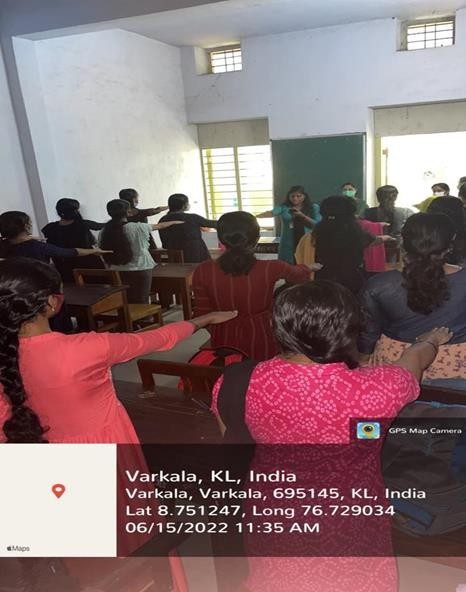 GPS Map Camera
Varkala, KL, India
Varkala, Varkala, 695145, KL, India
Lat 8.751247, Long 76.729034
06/15/2022 11:35 AM
Maps